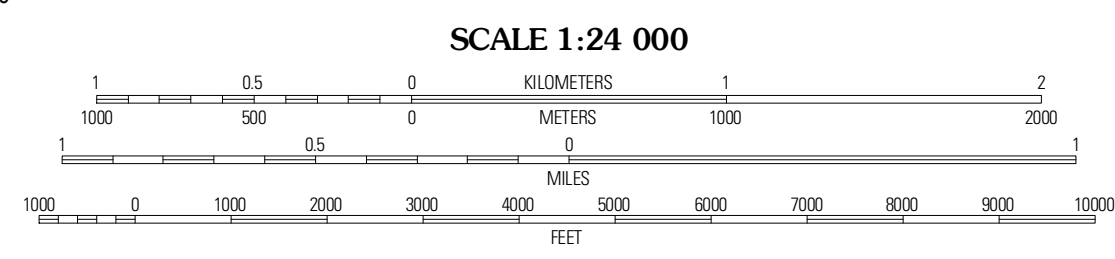 SCALE 1:24 000
1 0.5 0 KILOMETERS 1 2
1000 500 0 METERS 1000 2000
1 0.5 0 1
MILES
1000 0 1000 2000 3000 4000 5000 6000 7000 8000 9000 10000
FEET